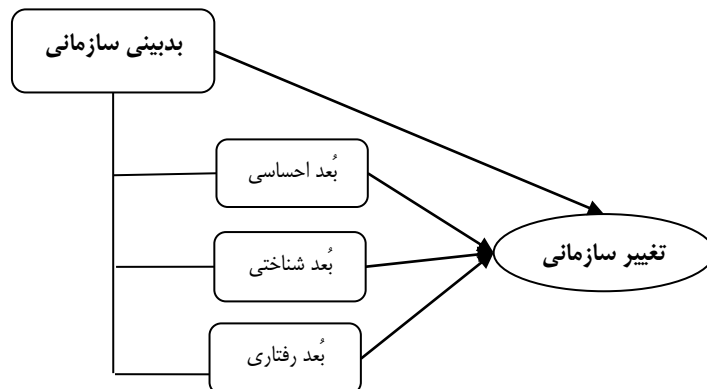 بدبینی سازمانی
بُعد احساسی
بُعد شناختی
بُعد رفتاری
تغییر سازمانی